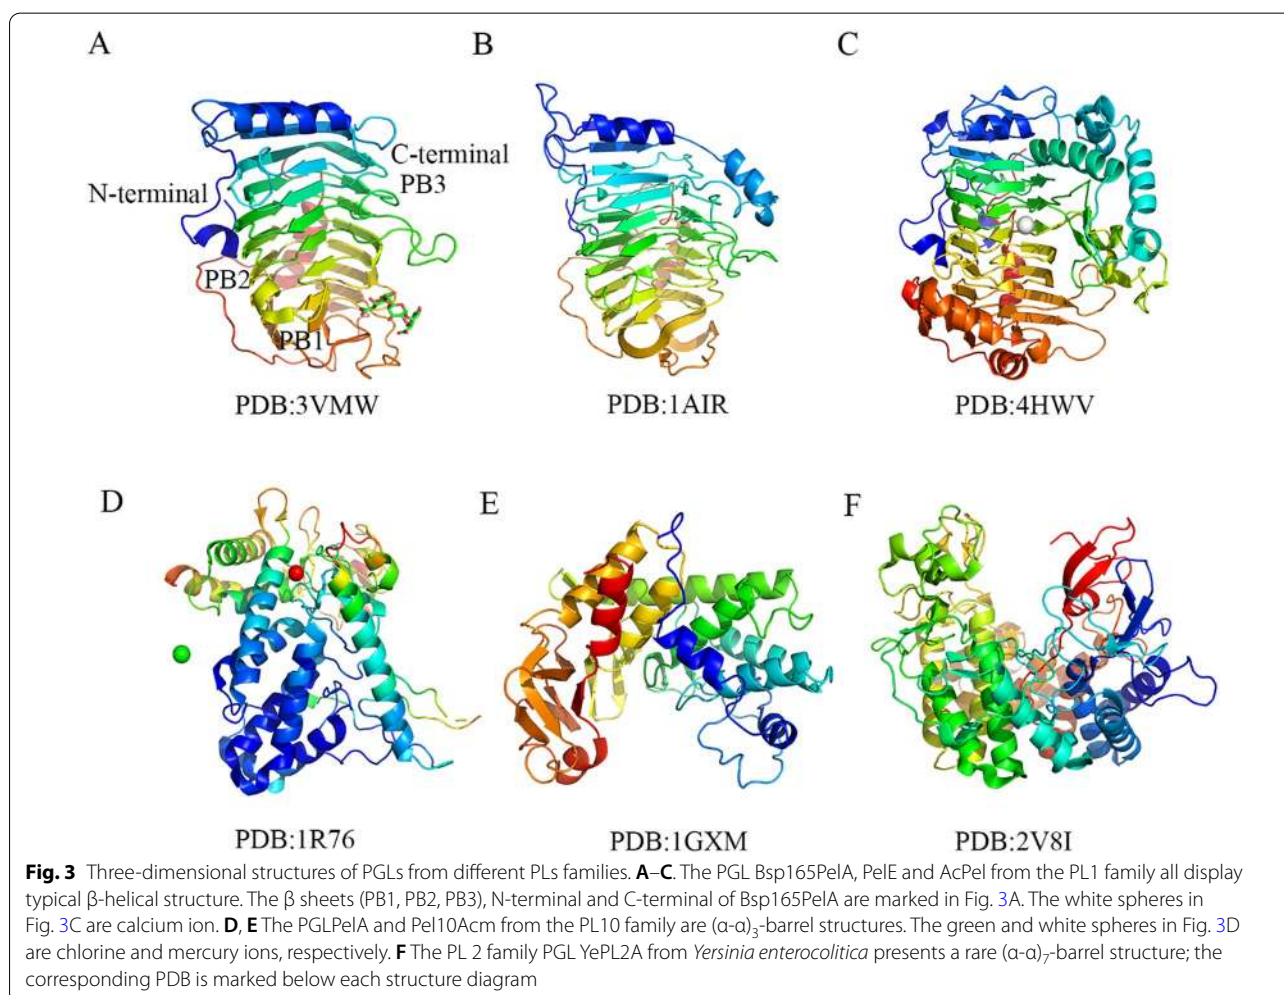 A
B
C
C-terminal
PB3
N-terminal
PB2
PB1
PDB:3VMW
PDB:1AIR
PDB:4HWV
D
E
F
PDB:1R76
PDB:1GXM
PDB:2V8I
Fig. 3 Three-dimensional structures of PGLs from different PLs families. A–C. The PGL Bsp165PelA, PelE and AcPel from the PL1 family all display
typical β-helical structure. The β sheets (PB1, PB2, PB3), N-terminal and C-terminal of Bsp165PelA are marked in Fig. 3A. The white spheres in
Fig. 3C are calcium ion. D, E The PGLPelA and Pel10Acm from the PL10 family are (α-α)₃-barrel structures. The green and white spheres in Fig. 3D
are chlorine and mercury ions, respectively. F The PL 2 family PGL YePL2A from Yersinia enterocolitica presents a rare (α-α)₇-barrel structure; the
corresponding PDB is marked below each structure diagram